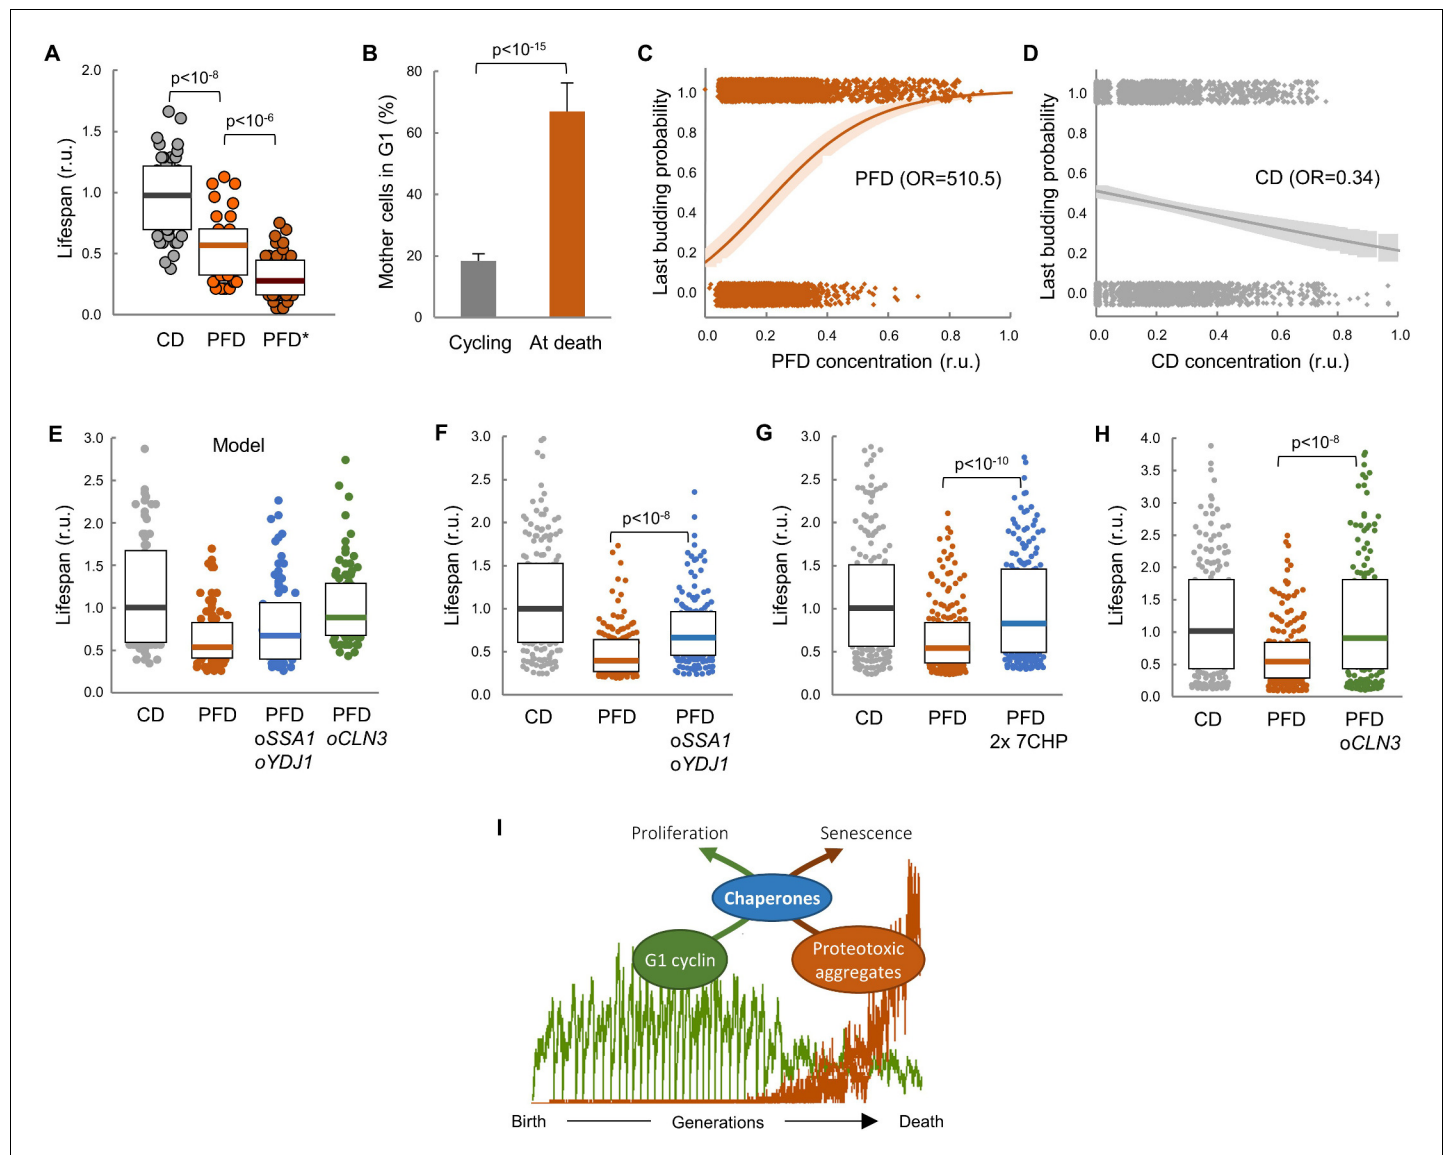 A
Lifespan (r.u.)
2.0
1.5
1.0
0.5
0.0
p<10-8
p<10-6
CD PFD PFD*
B
Mother cells in G1 (%)
80
60
40
20
0
p<10-15
Cycling At death
C
Last budding probability
1.0
0.8
0.6
0.4
0.2
0.0
PFD (OR=510.5)
0.0 0.2 0.4 0.6 0.8 1.0
PFD concentration (r.u.)
D
Last budding probability
1.0
0.8
0.6
0.4
0.2
0.0
CD (OR=0.34)
0.0 0.2 0.4 0.6 0.8 1.0
CD concentration (r.u.)
E
Model
Lifespan (r.u.)
3.0
2.5
2.0
1.5
1.0
0.5
0.0
CD PFD PFD PFD
oSSA1 oCLN3
oYDJ1
F
Lifespan (r.u.)
3.0
2.5
2.0
1.5
1.0
0.5
0.0
p<10-8
CD PFD PFD
oSSA1
oYDJ1
G
Lifespan (r.u.)
3.0
2.5
2.0
1.5
1.0
0.5
0.0
p<10-10
CD PFD PFD
2x 7CHP
H
Lifespan (r.u.)
4.0
3.5
3.0
2.5
2.0
1.5
1.0
0.5
0.0
p<10-8
CD PFD PFD
oCLN3
I
Proliferation Senescence
Chaperones
G1 cyclin
Proteotoxic
aggregates
Birth Generations Death